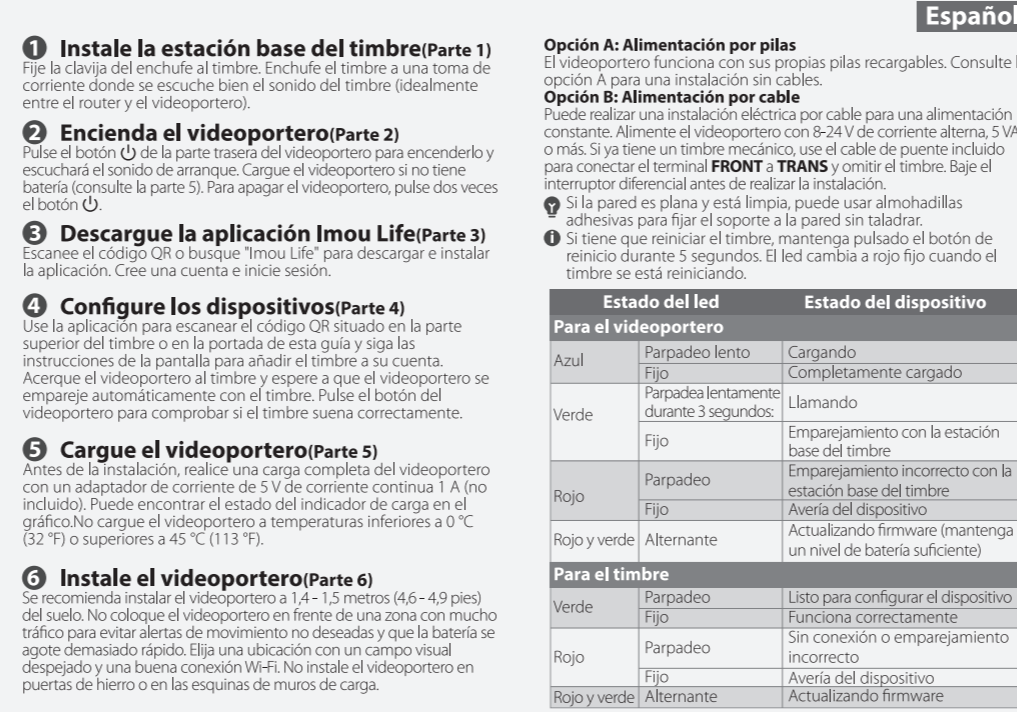 Español
❶ Instale la estación base del timbre(Parte 1)
Fije la clavija del enchufe al timbre. Enchufe el timbre a una toma de
corriente donde se escuche bien el sonido del timbre (idealmente
entre el router y el videoportero).
❷ Encienda el videoportero(Parte 2)
Pulse el botón ⏻ de la parte trasera del videoportero para encenderlo y
escuchará el sonido de arranque. Cargue el videoportero si no tiene
batería (consulte la parte 5). Para apagar el videoportero, pulse dos veces
el botón ⏻.
❸ Descargue la aplicación Imou Life(Parte 3)
Escanee el código QR o busque "Imou Life" para descargar e instalar
la aplicación. Cree una cuenta e inicie sesión.
❹ Configure los dispositivos(Parte 4)
Use la aplicación para escanear el código QR situado en la parte
superior del timbre o en la portada de esta guía y siga las
instrucciones de la pantalla para añadir el timbre a su cuenta.
Acerque el videoportero al timbre y espere a que el videoportero se
empareje automáticamente con el timbre. Pulse el botón del
videoportero para comprobar si el timbre suena correctamente.
❺ Cargue el videoportero(Parte 5)
Antes de la instalación, realice una carga completa del videoportero
con un adaptador de corriente de 5 V de corriente continua 1 A (no
incluido). Puede encontrar el estado del indicador de carga en el
gráfico.No cargue el videoportero a temperaturas inferiores a 0 °C
(32 °F) o superiores a 45 °C (113 °F).
❻ Instale el videoportero(Parte 6)
Se recomienda instalar el videoportero a 1,4 - 1,5 metros (4,6 - 4,9 pies)
del suelo. No coloque el videoportero en frente de una zona con mucho
tráfico para evitar alertas de movimiento no deseadas y que la batería se
agote demasiado rápido. Elija una ubicación con un campo visual
despejado y una buena conexión Wi-Fi. No instale el videoportero en
puertas de hierro o en las esquinas de muros de carga.
Opción A: Alimentación por pilas
El videoportero funciona con sus propias pilas recargables. Consulte l
opción A para una instalación sin cables.
Opción B: Alimentación por cable
Puede realizar una instalación eléctrica por cable para una alimentación
constante. Alimente el videoportero con 8-24 V de corriente alterna, 5 VA
o más. Si ya tiene un timbre mecánico, use el cable de puente incluido
para conectar el terminal FRONT a TRANS y omitir el timbre. Baje el
interruptor diferencial antes de realizar la instalación.
Si la pared es plana y está limpia, puede usar almohadillas
adhesivas para fijar el soporte a la pared sin taladrar.
Si tiene que reiniciar el timbre, mantenga pulsado el botón de
reinicio durante 5 segundos. El led cambia a rojo fijo cuando el
timbre se está reiniciando.
Estado del led Estado del dispositivo
Para el videoportero
Azul Parpadeo lento Cargando
Fijo Completamente cargado
Verde Parpadea lentamente
durante 3 segundos: Llamando
Fijo Emparejamiento con la estación
base del timbre
Rojo Parpadeo Emparejamiento incorrecto con la
estación base del timbre
Fijo Avería del dispositivo
Rojo y verde Alternante Actualizando firmware (mantenga
un nivel de batería suficiente)
Para el timbre
Verde Parpadeo Listo para configurar el dispositivo
Fijo Funciona correctamente
Rojo Parpadeo Sin conexión o emparejamiento
incorrecto
Fijo Avería del dispositivo
Rojo y verde Alternante Actualizando firmware